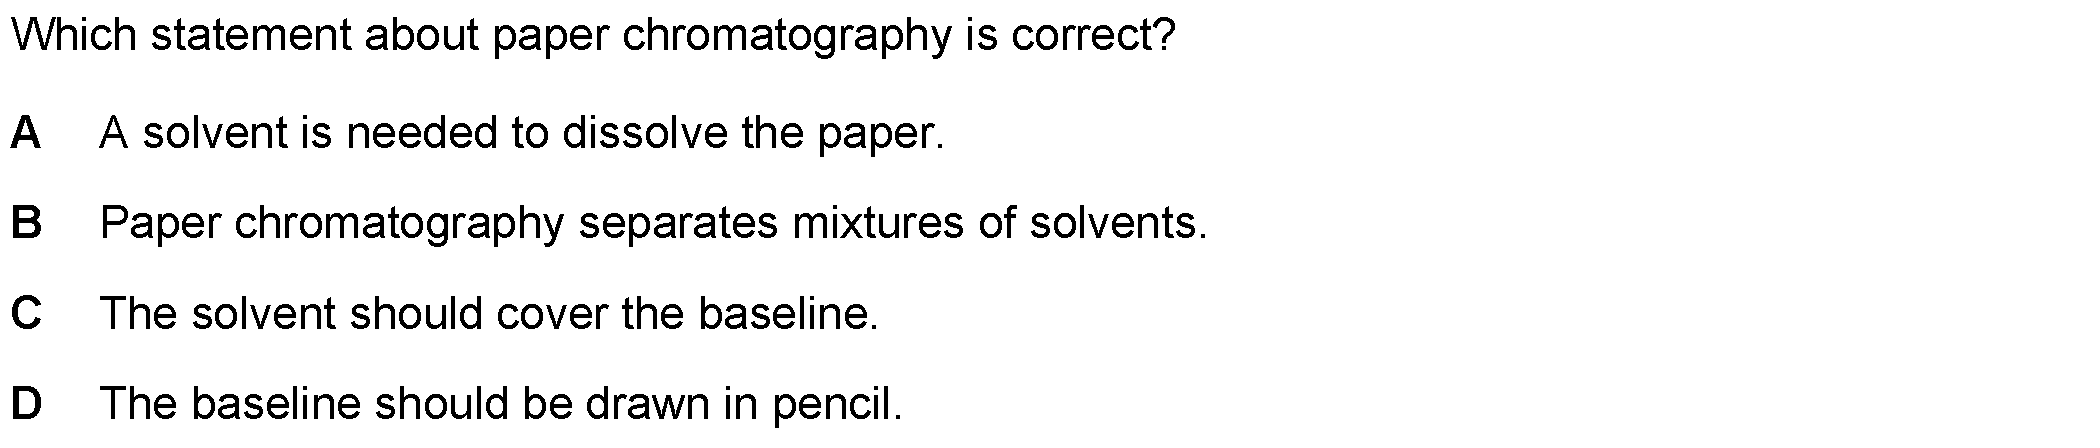 Which statement about paper chromatography is correct?
A A solvent is needed to dissolve the paper.
B Paper chromatography separates mixtures of solvents.
C The solvent should cover the baseline.
D The baseline should be drawn in pencil.